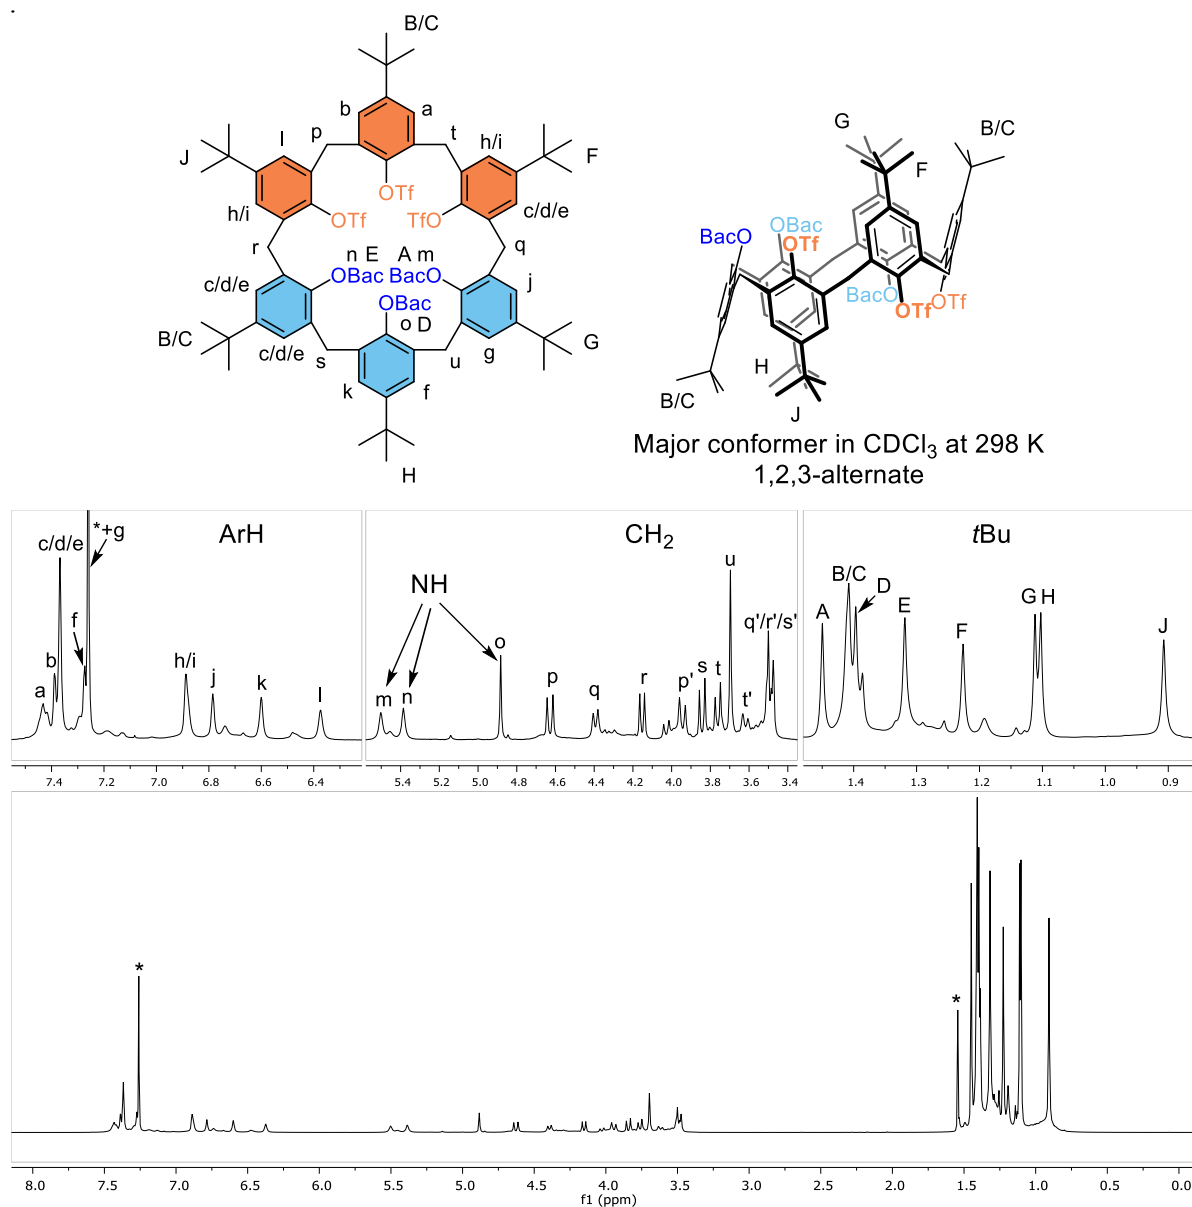 .
B/C
b
a
l
p
t
h/i
J
F
h/i
OTf
OTf
TfO
c/d/e
r
n E
A m
q
c/d/e
OBac
BacO
j
OBac
B/C
c/d/e
o D
G
s
u
g
k
f
H
G
B/C
F
BacO
OBac
OTf
BacO
OTf
OTf
H
B/C
J
Major conformer in CDCl3 at 298 K
1,2,3-alternate
ArH
CH2
tBu
*+g
c/d/e
f
b
a
h/i
j
k
l
7.4 7.2 7.0 6.8 6.6 6.4
NH
m
n
o
p
q
r
p'
s
t
t'
u
q'/r'/s'
5.4 5.2 5.0 4.8 4.6 4.4 4.2 4.0 3.8 3.6 3.4
A
B/C
D
E
F
G H
J
1.4 1.3 1.2 1.1 1.0 0.9
*
*
8.0 7.5 7.0 6.5 6.0 5.5 5.0 4.5 4.0 3.5 3.0 2.5 2.0 1.5 1.0 0.5 0.0
f1 (ppm)